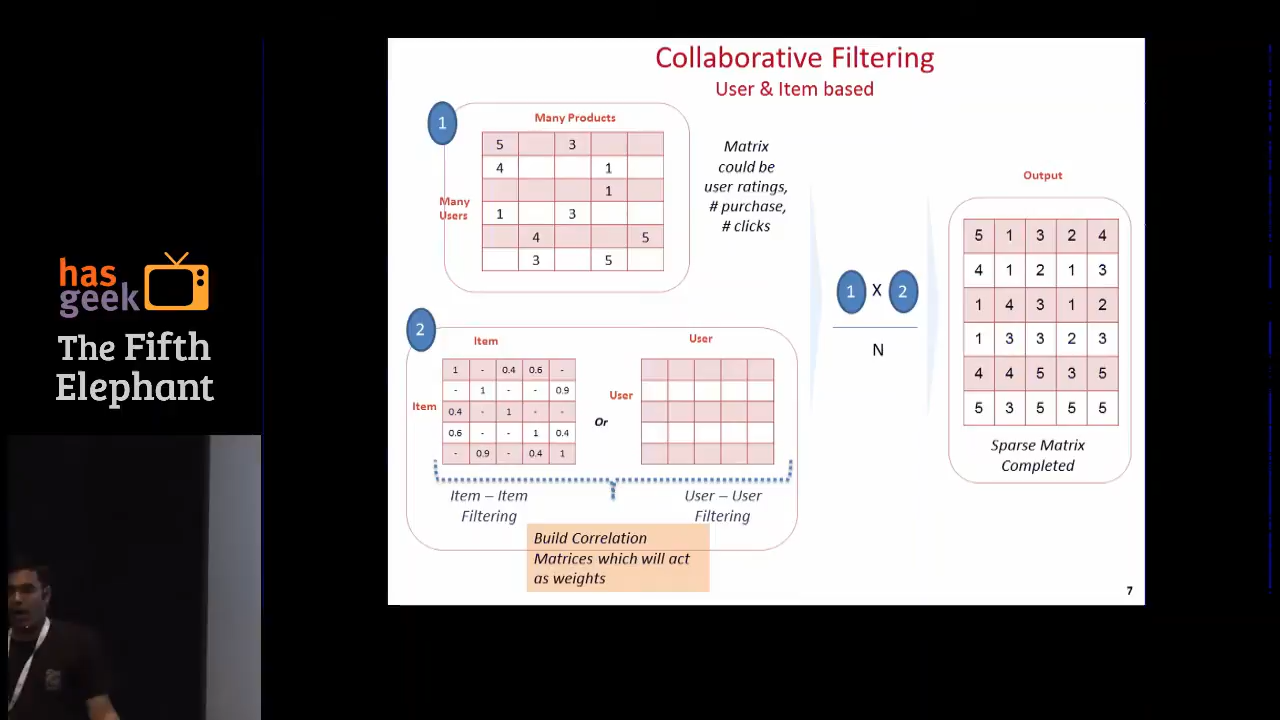 Collaborative Filtering
User & Item based
1
Many Products
5 3
4 1
1
Many
Users
1 3
4 5
3 5
Matrix
could be
user ratings,
# purchase,
# clicks
2
Item
Item
1 - 0.4 0.6 -
- 1 - - 0.9
0.4 - 1 - -
0.6 - - 1 0.4
- 0.9 - 0.4 1
Or
User
User
Item – Item
Filtering
User – User
Filtering
Build Correlation
Matrices which will act
as weights
1 X 2
N
Output
5 1 3 2 4
4 1 2 1 3
1 4 3 1 2
1 3 3 2 3
4 4 5 3 5
5 3 5 5 5
Sparse Matrix
Completed
7
has
geek
The Fifth
Elephant